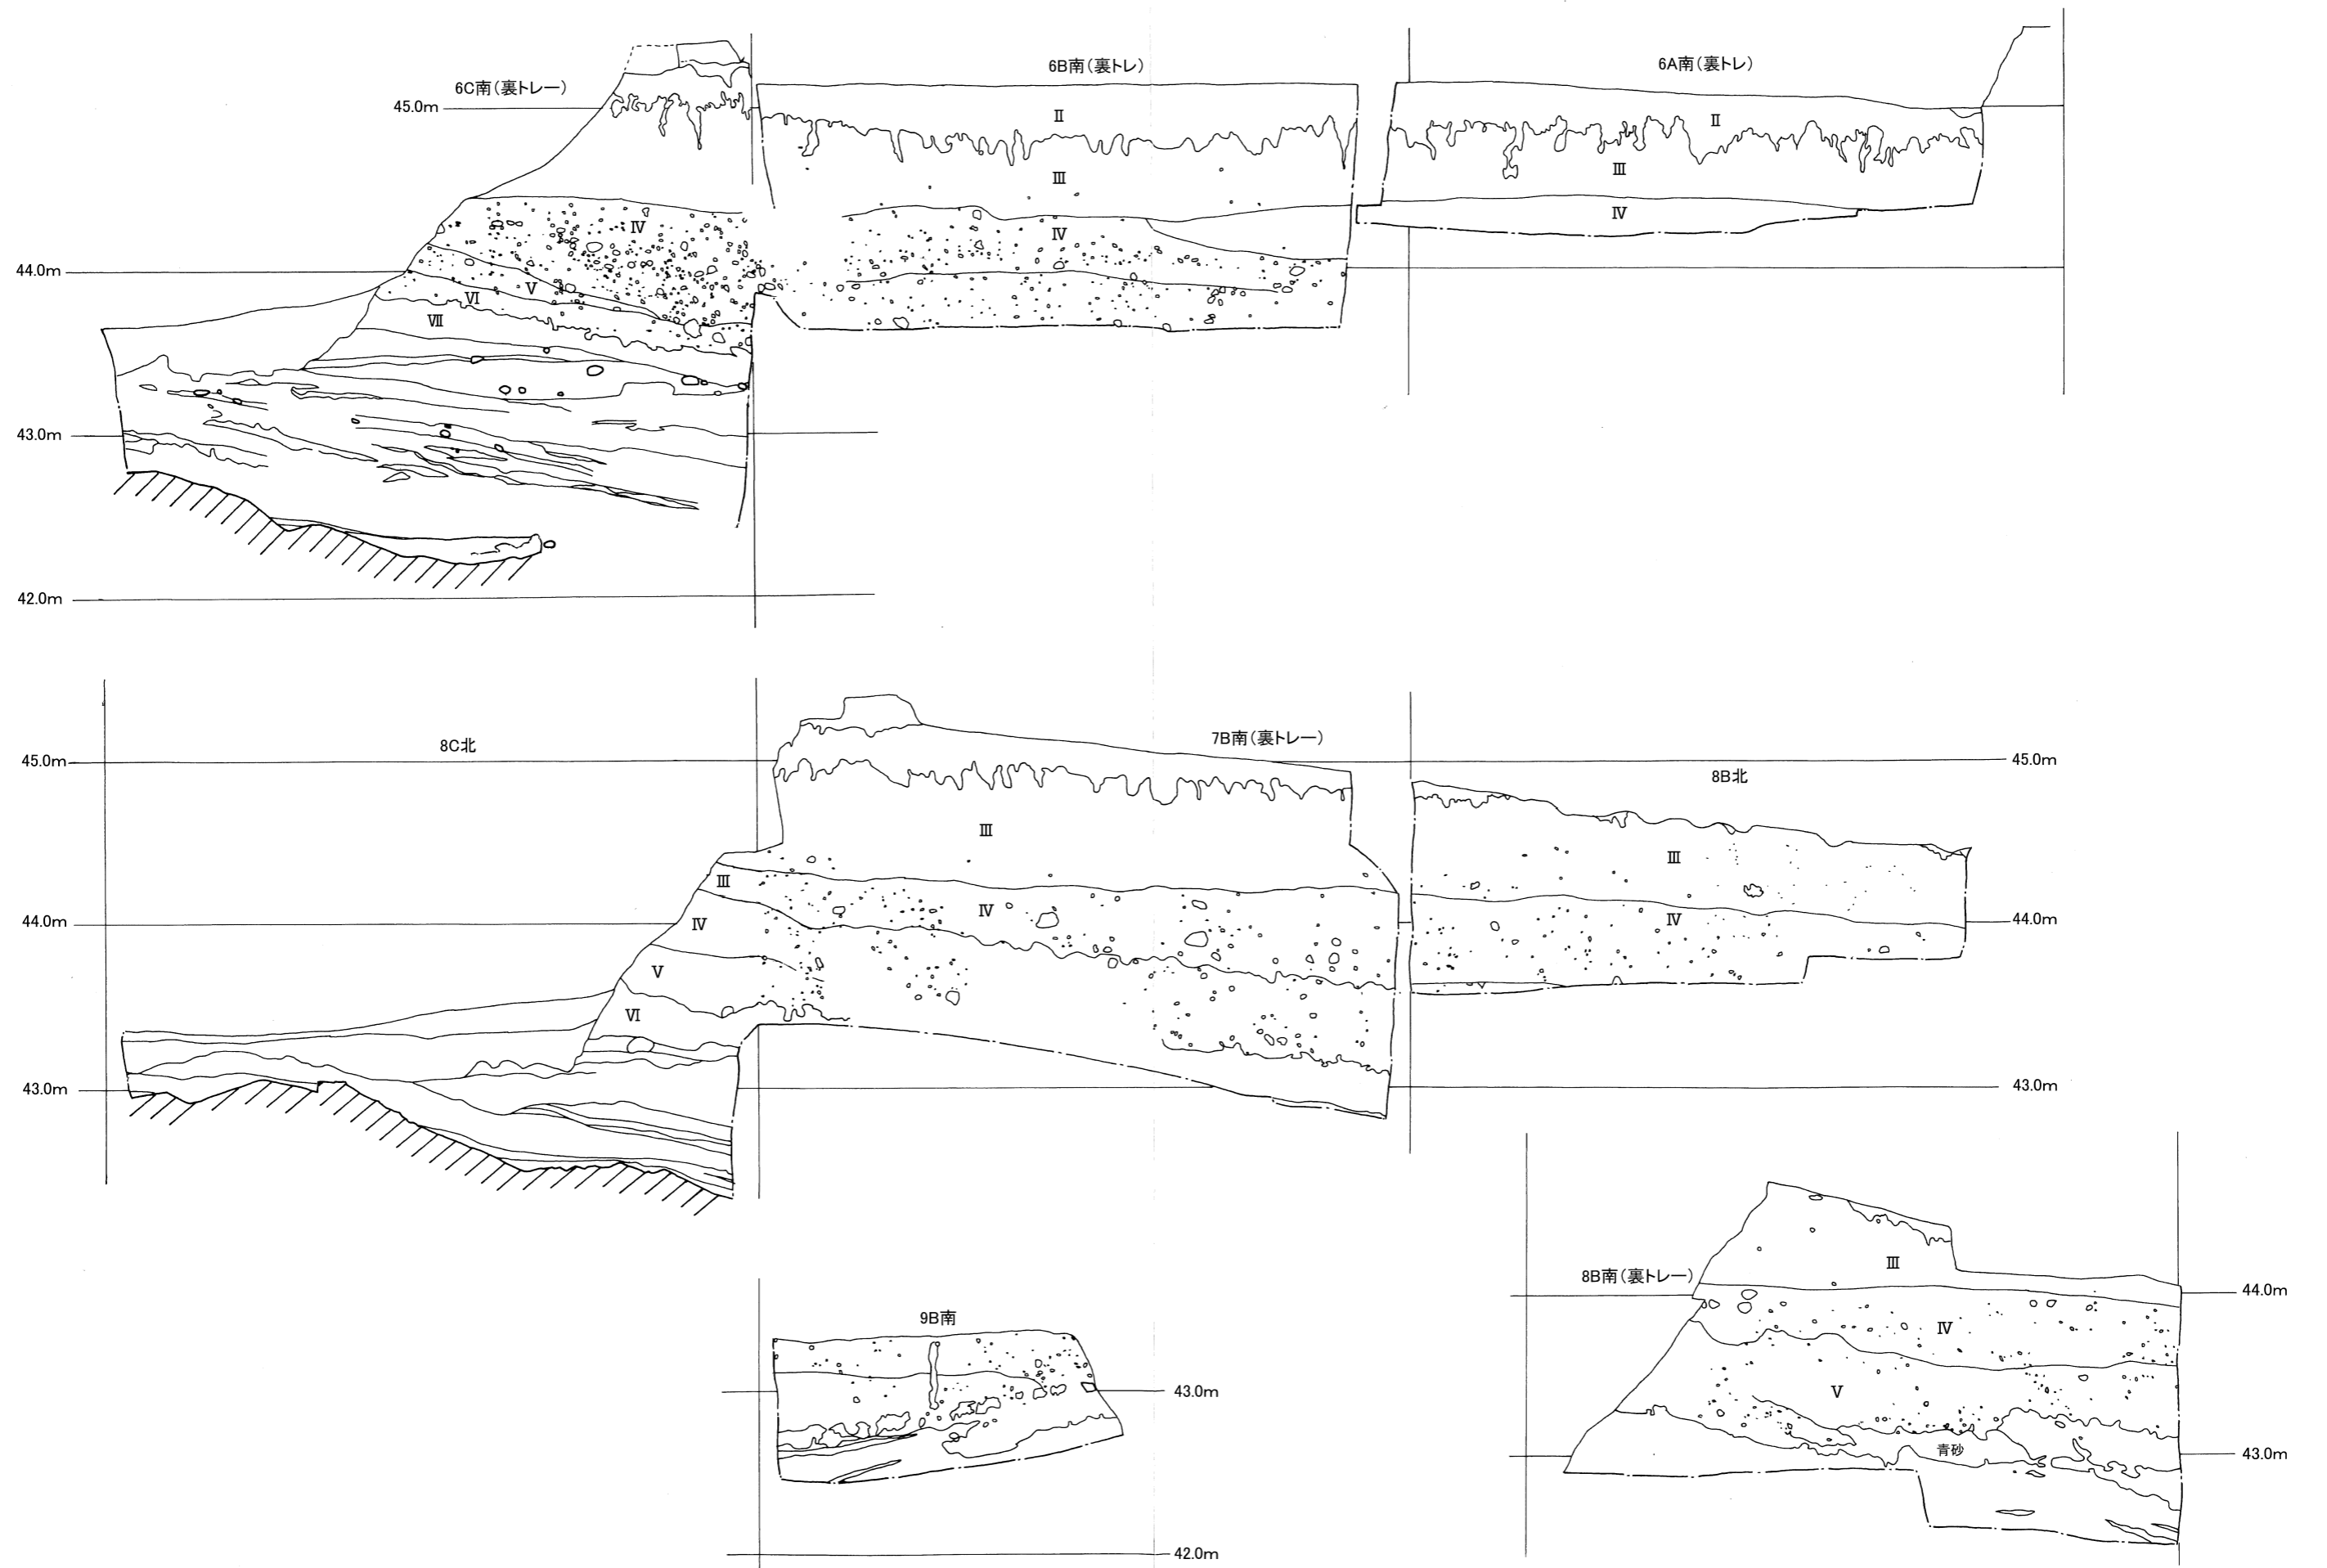 6C南(裏トレー)
6B南(裏トレ)
6A南(裏トレ)
45.0m
Ⅱ
Ⅱ
Ⅲ
Ⅲ
Ⅳ
Ⅳ
Ⅳ
44.0m
Ⅴ
Ⅵ
Ⅶ
43.0m
42.0m
8C北
7B南(裏トレー)
45.0m
45.0m
8B北
Ⅲ
Ⅲ
Ⅲ
Ⅳ
Ⅳ
Ⅳ
44.0m
44.0m
Ⅴ
Ⅵ
43.0m
43.0m
8B南(裏トレー)
Ⅲ
44.0m
Ⅳ
Ⅴ
青砂
43.0m
9B南
43.0m
42.0m